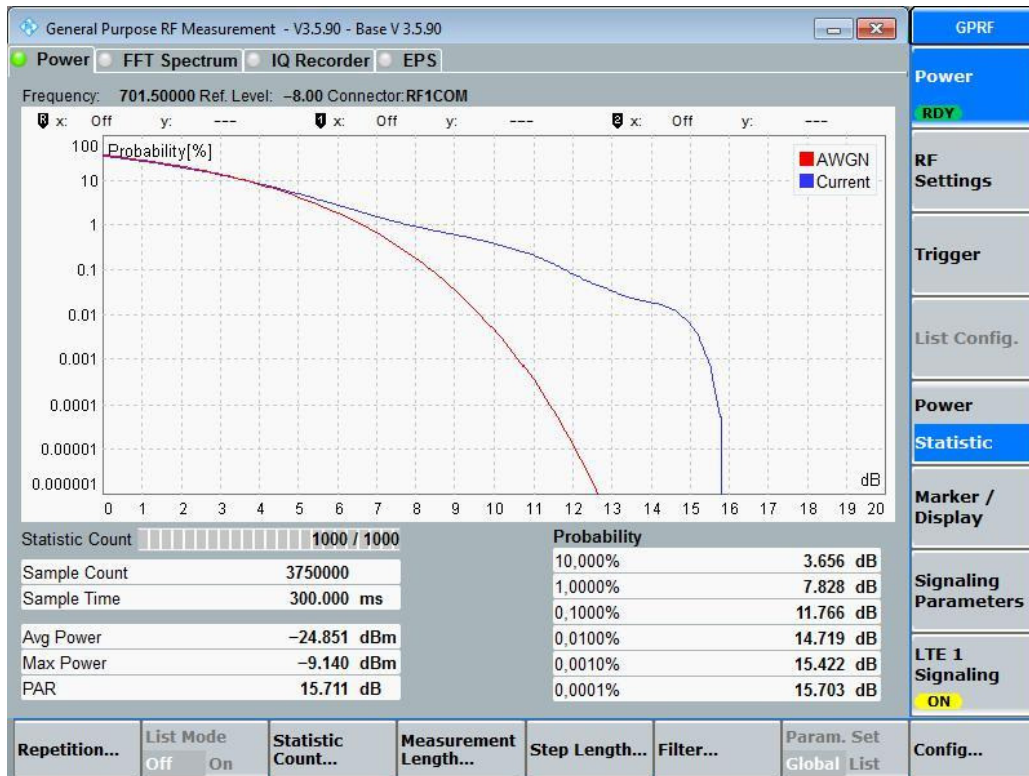 General Purpose RF Measurement - V3.5.90 - Base V 3.5.90
GPRF
Power FFT Spectrum IQ Recorder EPS
Frequency: 701.50000 Ref. Level: −8.00 Connector:RF1COM
R x: Off y: --- 1 x: Off y: --- 2 x: Off y: ---
Probability[%]
AWGN
Current
100
10
1
0.1
0.01
0.001
0.0001
0.00001
0.000001
dB
0 1 2 3 4 5 6 7 8 9 10 11 12 13 14 15 16 17 18 19 20
Statistic Count 1000 / 1000
Sample Count 3750000
Sample Time 300.000 ms
Avg Power −24.851 dBm
Max Power −9.140 dBm
PAR 15.711 dB
Probability
10,000% 3.656 dB
1,0000% 7.828 dB
0,1000% 11.766 dB
0,0100% 14.719 dB
0,0010% 15.422 dB
0,0001% 15.703 dB
Power
RDY
RF
Settings
Trigger
List Config.
Power
Statistic
Marker /
Display
Signaling
Parameters
LTE 1
Signaling
ON
Repetition...
List Mode
Off On
Statistic
Count...
Measurement
Length...
Step Length...
Filter...
Param. Set
Global List
Config...